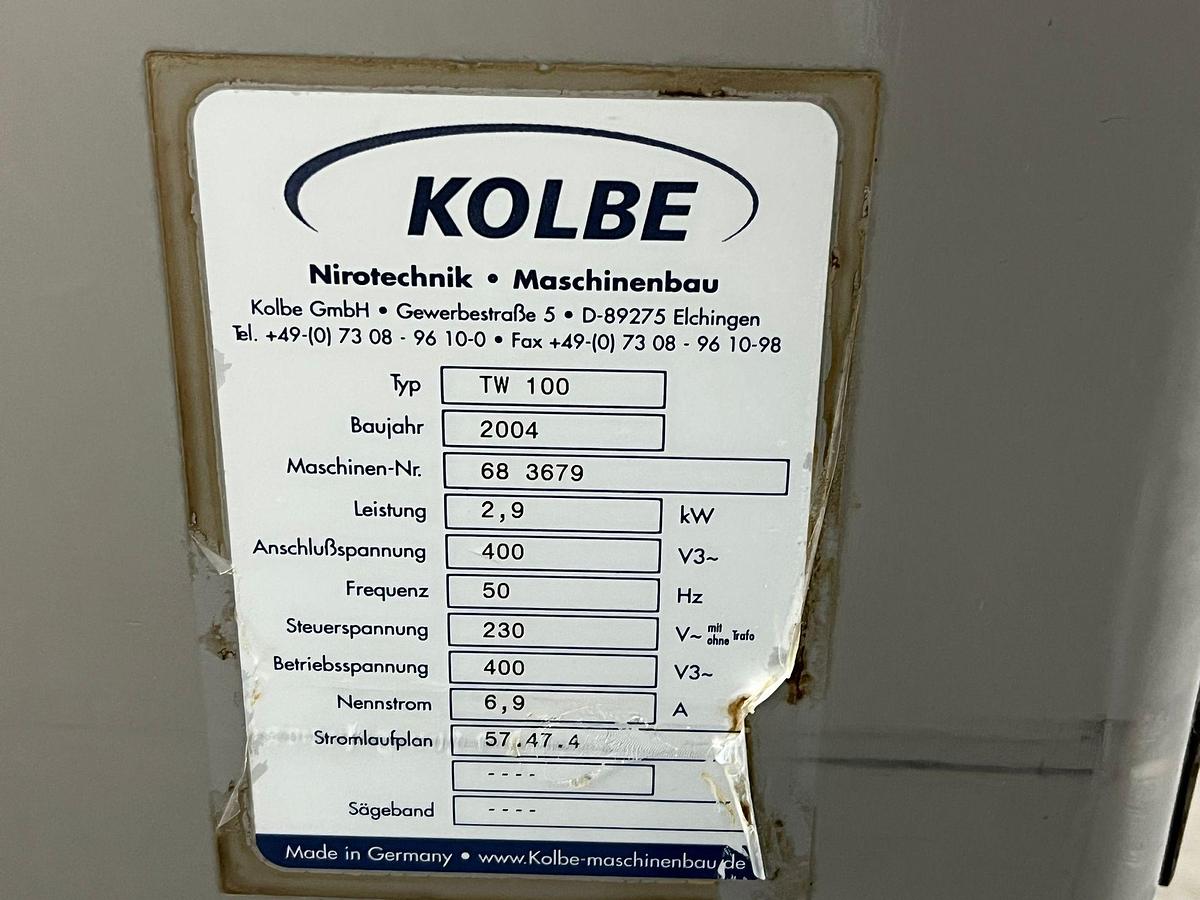 KOLBE
Nirotechnik • Maschinenbau
Kolbe GmbH • Gewerbestraße 5 • D-89275 Elchingen
Tel. +49-(0) 73 08 - 96 10-0 • Fax +49-(0) 73 08 - 96 10-98
Typ TW 100
Baujahr 2004
Maschinen-Nr. 68 3679
Leistung 2,9 kW
Anschlußspannung 400 V3~
Frequenz 50 Hz
Steuerspannung 230 V~ mit ohne Trafo
Betriebsspannung 400 V3~
Nennstrom 6,9 A
Stromlaufplan 57.47.4
----
Sägeband ----
Made in Germany • www.Kolbe-maschinenbau.de